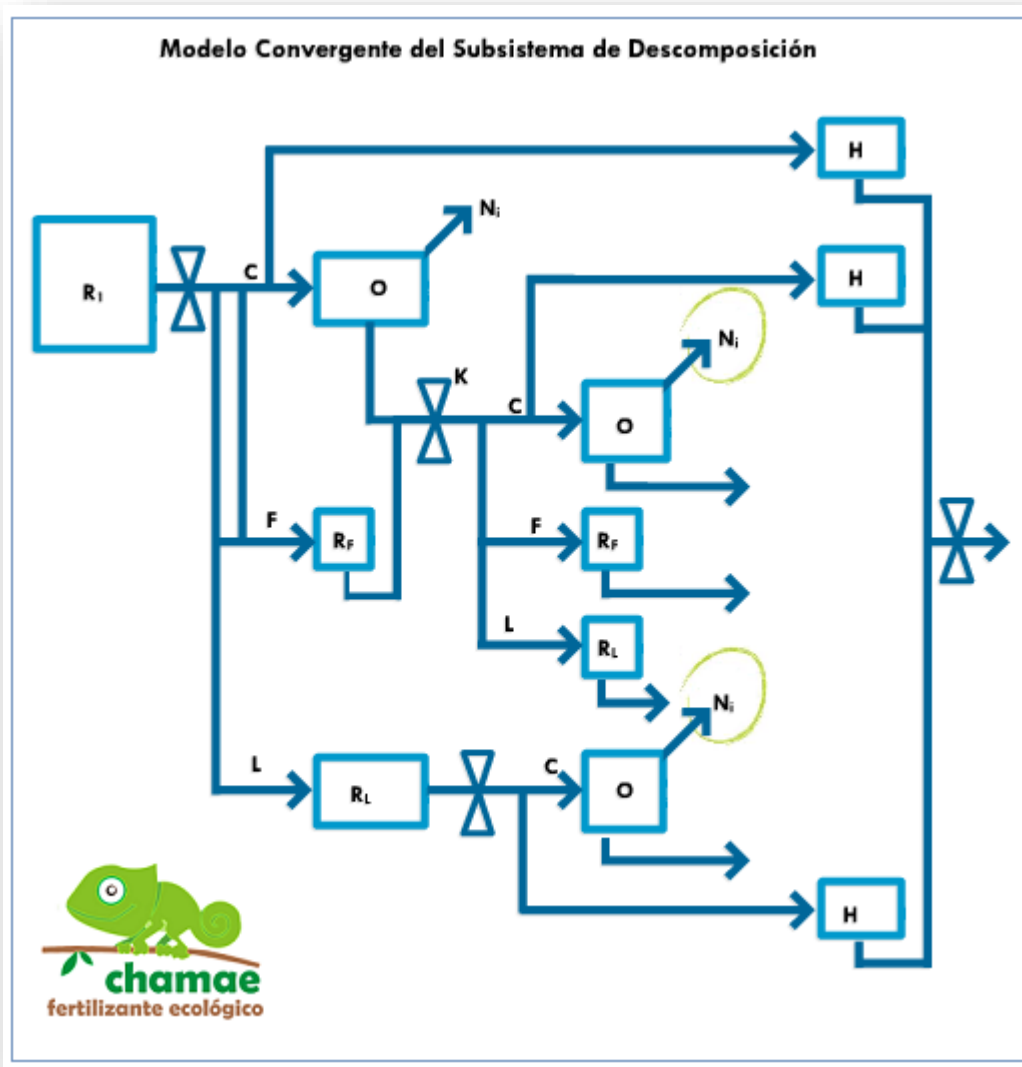 Modelo Convergente del Subsistema de Descomposición
H
Nᵢ
R₁
C
O
H
Nᵢ
K
C
O
F
R_F
F
R_F
L
R_L
Nᵢ
L
R_L
C
O
H
chamae
fertilizante ecológico